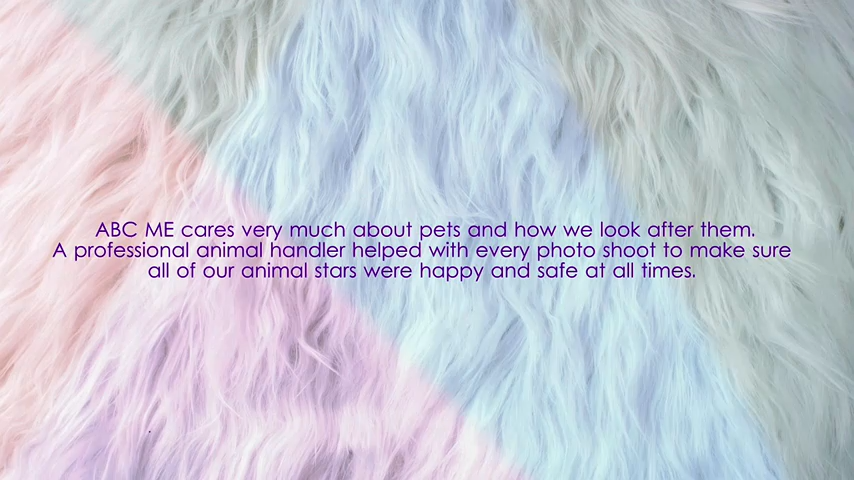 ABC ME cares very much about pets and how we look after them.
A professional animal handler helped with every photo shoot to make sure
all of our animal stars were happy and safe at all times.